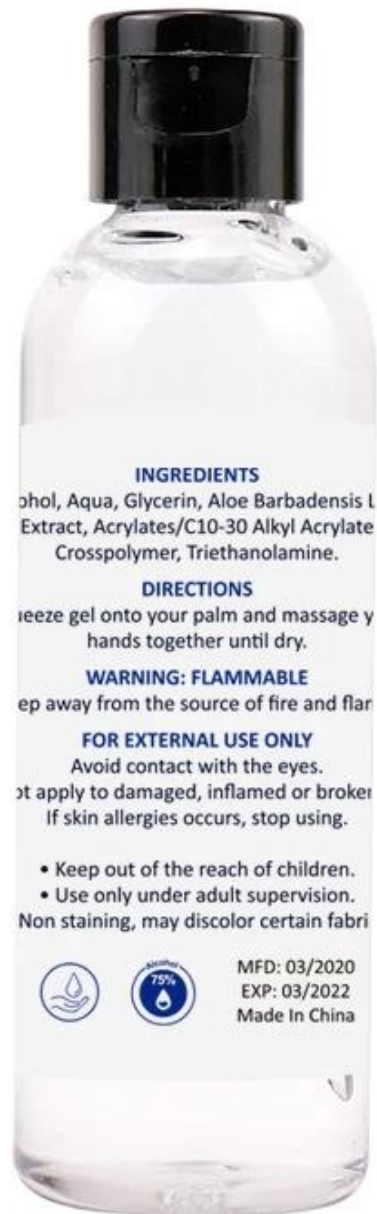 INGREDIENTS
ohol, Aqua, Glycerin, Aloe Barbadensis L
Extract, Acrylates/C10-30 Alkyl Acrylate
Crosspolymer, Triethanolamine.
DIRECTIONS
ueeze gel onto your palm and massage y
hands together until dry.
WARNING: FLAMMABLE
ep away from the source of fire and flar
FOR EXTERNAL USE ONLY
Avoid contact with the eyes.
ot apply to damaged, inflamed or broker
If skin allergies occurs, stop using.
• Keep out of the reach of children.
• Use only under adult supervision.
Non staining, may discolor certain fabri
Alcohol
75%
MFD: 03/2020
EXP: 03/2022
Made In China